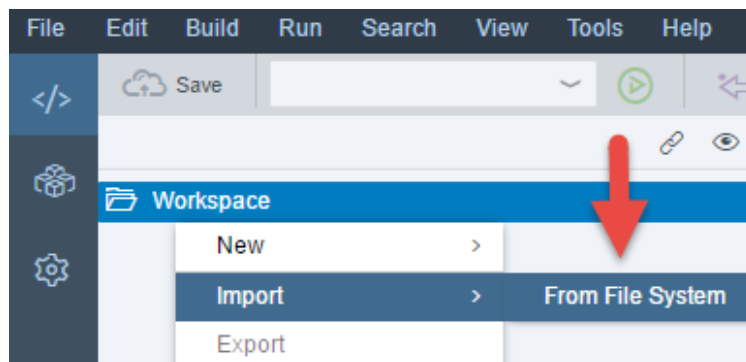 File Edit Build Run Search View Tools Help
</> Save
Workspace
New >
Import > From File System
Export